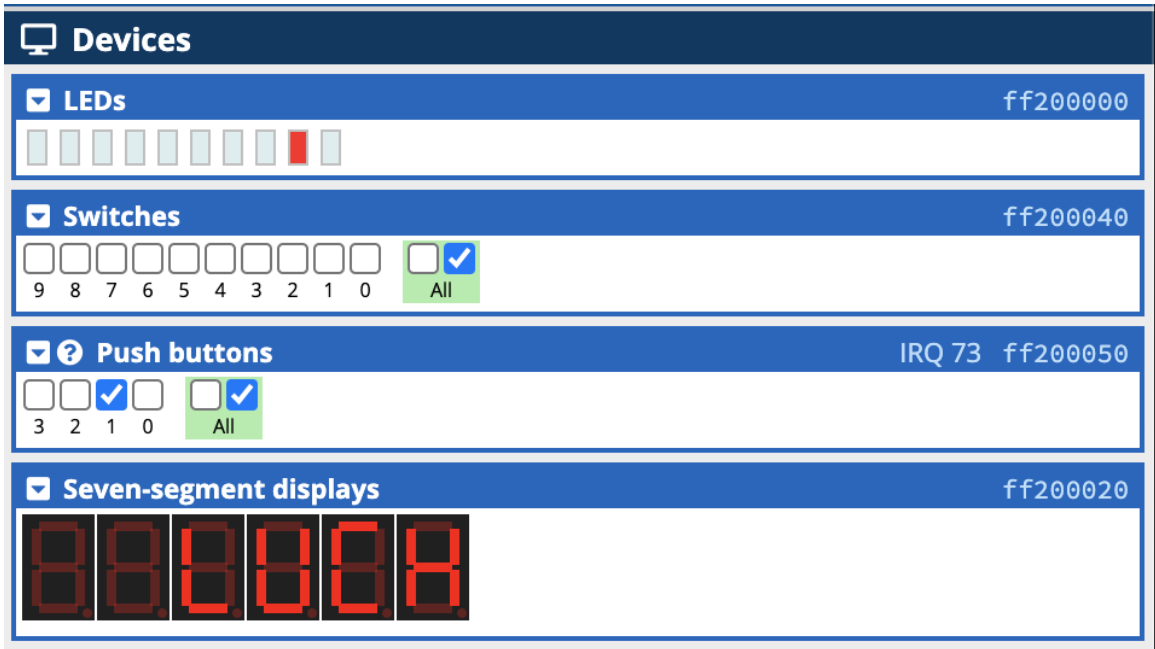 Devices
LEDs ff200000
Switches ff200040
9 8 7 6 5 4 3 2 1 0 All
? Push buttons IRQ 73 ff200050
3 2 1 0 All
Seven-segment displays ff200020
LUCH